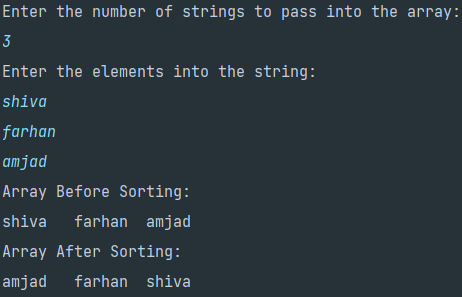 Enter the number of strings to pass into the array:
3
Enter the elements into the string:
shiva
farhan
amjad
Array Before Sorting:
shiva   farhan  amjad
Array After Sorting:
amjad   farhan  shiva